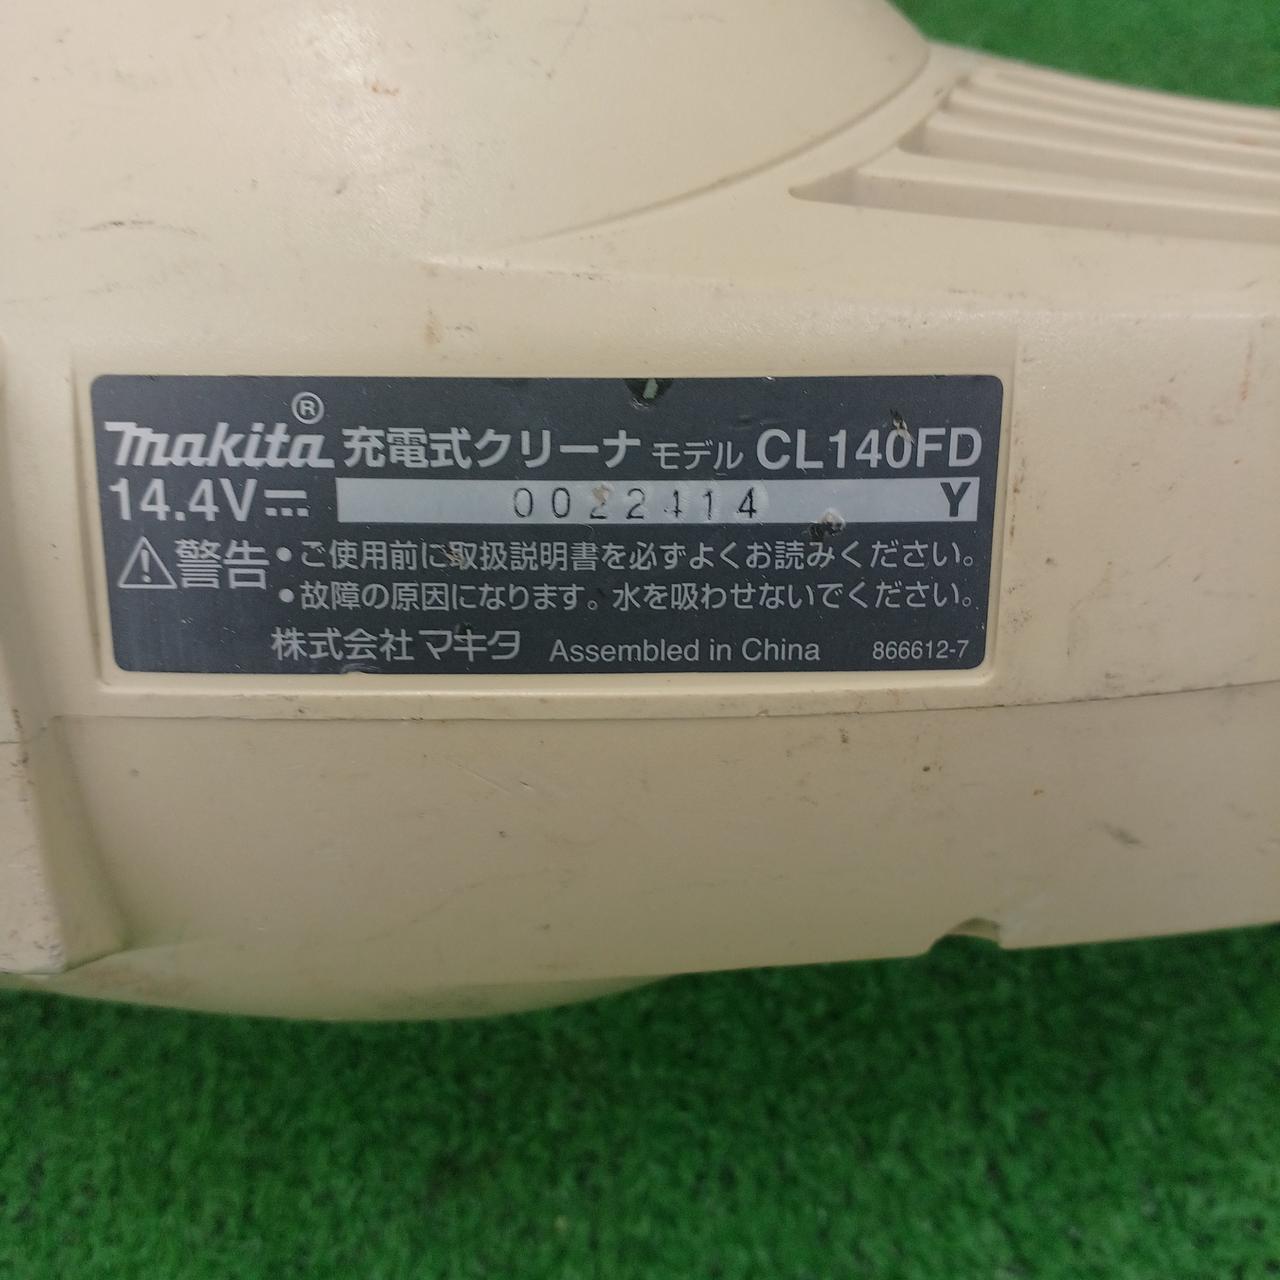 makita® 充電式クリーナ モデル CL140FD
14.4V⎓ 0022414 Y
⚠警告 •ご使用前に取扱説明書を必ずよくお読みください。
•故障の原因になります。水を吸わせないでください。
株式会社マキタ Assembled in China 866612-7